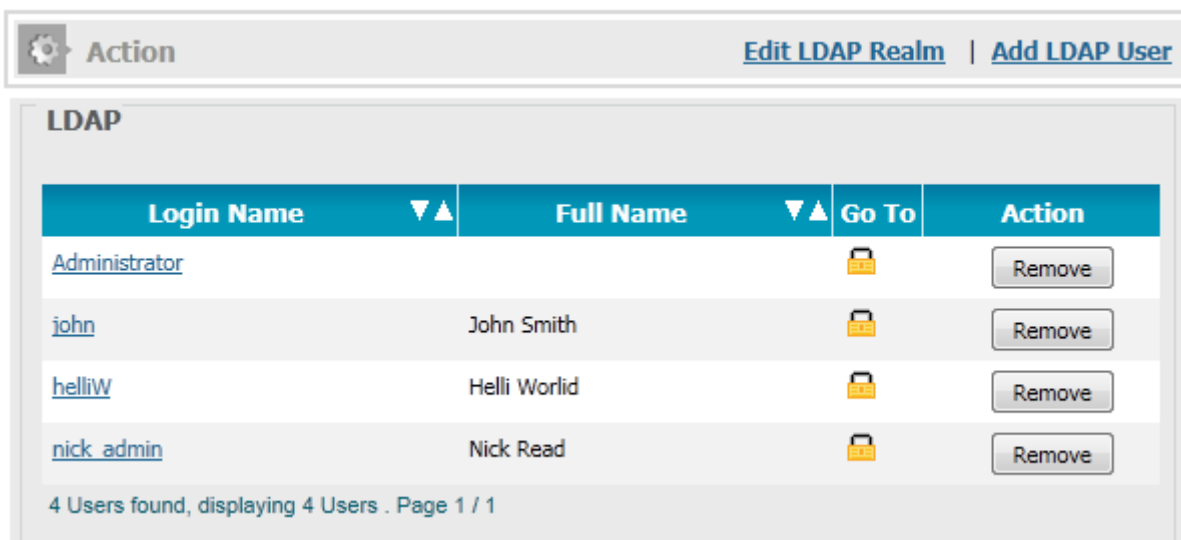 Action Edit LDAP Realm | Add LDAP User
LDAP
Login Name Full Name Go To Action
Administrator Remove
john John Smith Remove
helliW Helli Worlid Remove
nick_admin Nick Read Remove
4 Users found, displaying 4 Users . Page 1 / 1